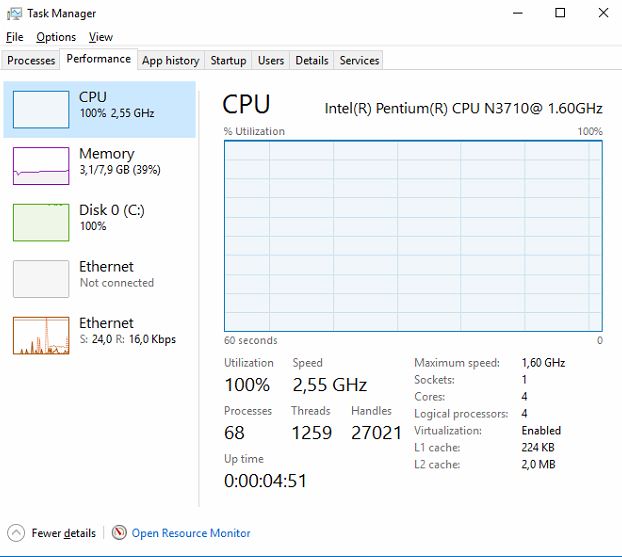 Task Manager
File Options View
Processes Performance App history Startup Users Details Services
CPU
100% 2,55 GHz
Memory
3,1/7,9 GB (39%)
Disk 0 (C:)
100%
Ethernet
Not connected
Ethernet
S: 24,0 R: 16,0 Kbps
CPU Intel(R) Pentium(R) CPU N3710@ 1.60GHz
% Utilization 100%
60 seconds 0
Utilization Speed
100% 2,55 GHz
Processes Threads Handles
68 1259 27021
Up time
0:00:04:51
Maximum speed: 1,60 GHz
Sockets: 1
Cores: 4
Logical processors: 4
Virtualization: Enabled
L1 cache: 224 KB
L2 cache: 2,0 MB
Fewer details Open Resource Monitor